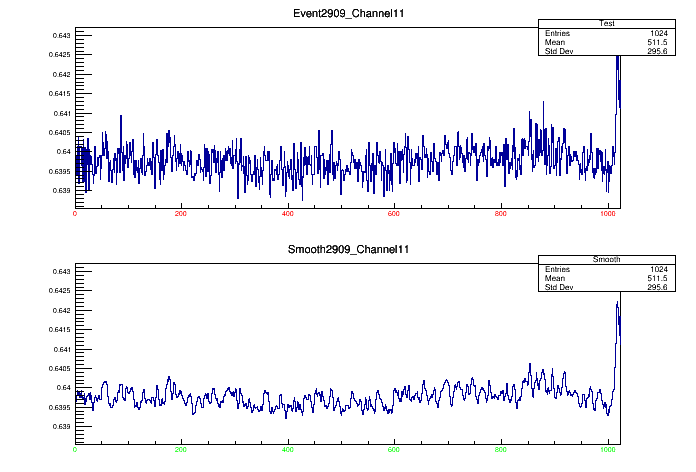 Event2909_Channel11
Test
Entries 1024
Mean 511.5
Std Dev 295.6
0.643
0.6425
0.642
0.6415
0.641
0.6405
0.64
0.6395
0.639
0 200 400 600 800 1000
Smooth2909_Channel11
Smooth
Entries 1024
Mean 511.5
Std Dev 295.6
0.643
0.6425
0.642
0.6415
0.641
0.6405
0.64
0.6395
0.639
0 200 400 600 800 1000